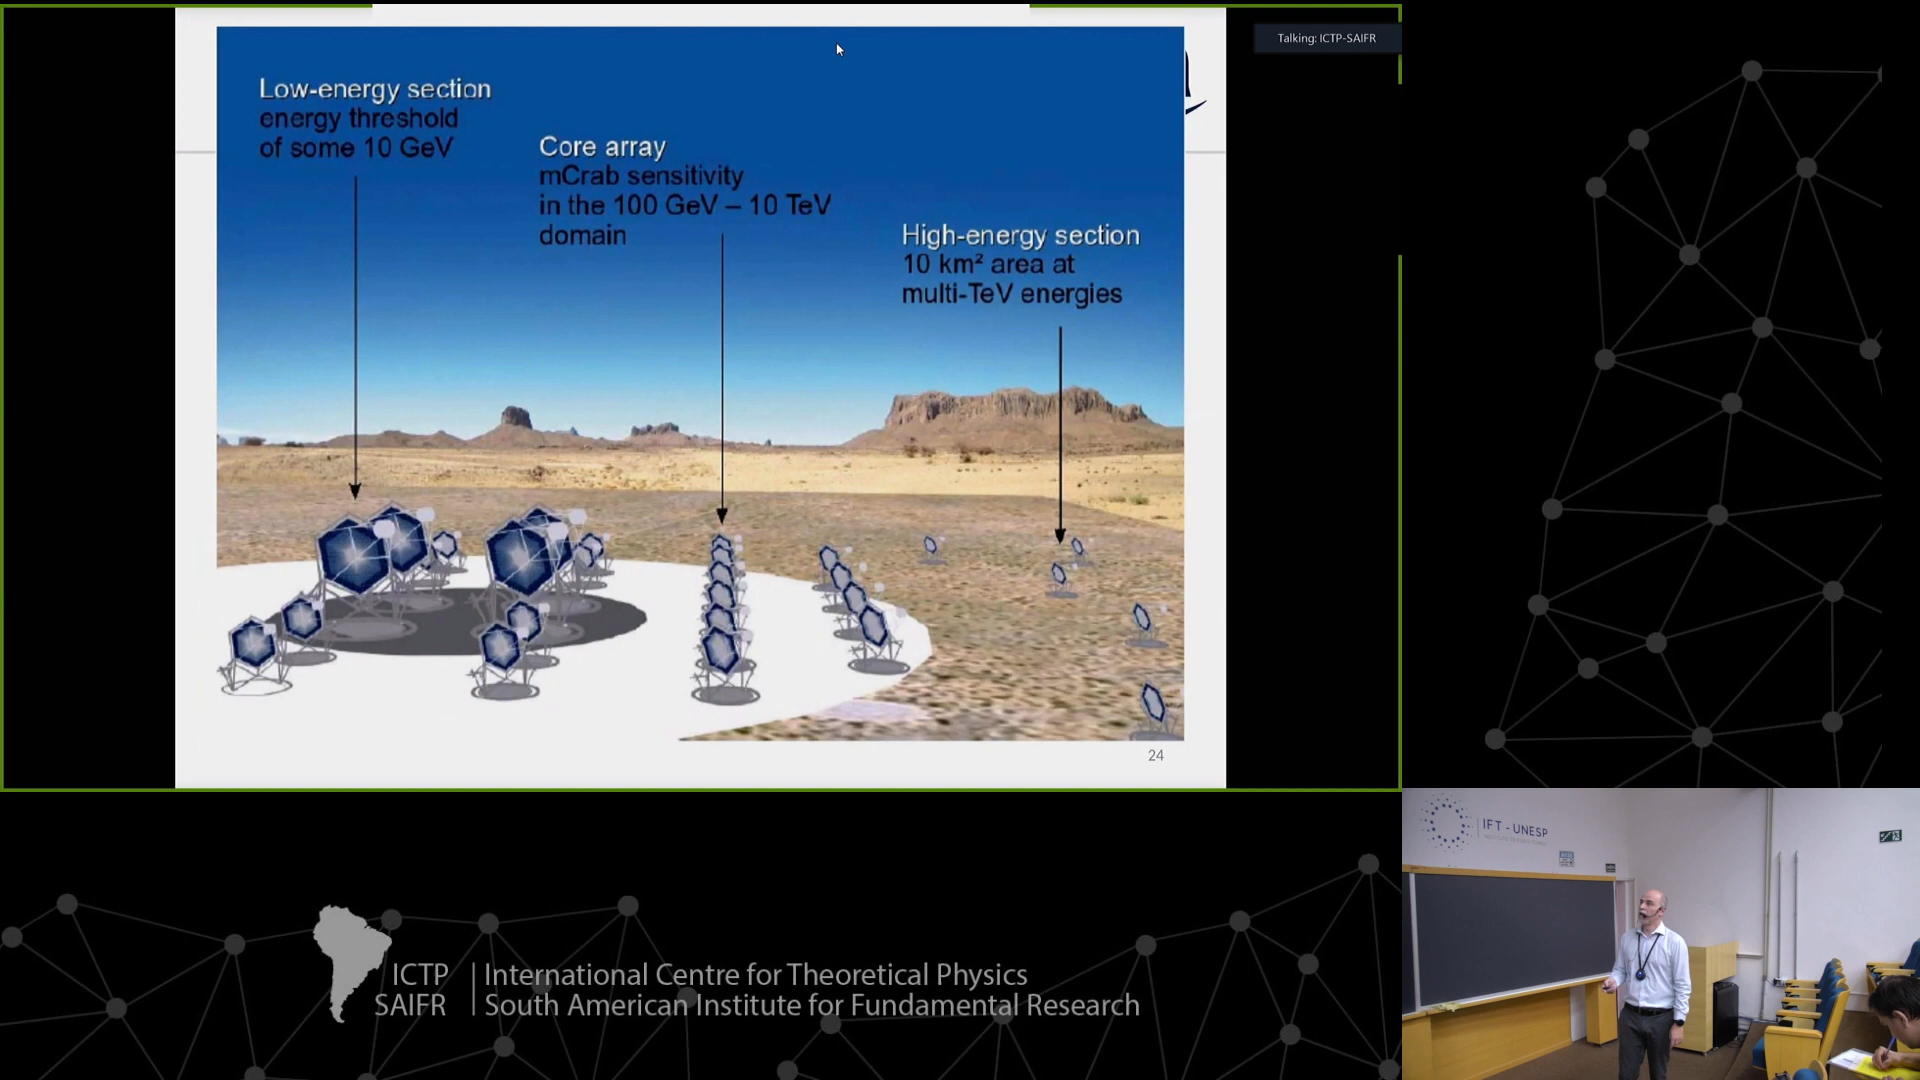 Talking: ICTP-SAIFR
Low-energy section
energy threshold
of some 10 GeV
Core array
mCrab sensitivity
in the 100 GeV – 10 TeV
domain
High-energy section
10 km² area at
multi-TeV energies
24
IFT - UNESP
ICTP
SAIFR
International Centre for Theoretical Physics
South American Institute for Fundamental Research